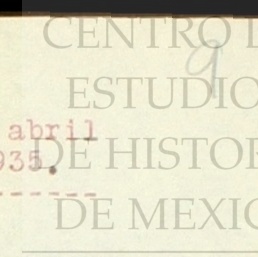 CENTRO D
9
ESTUDIO
abril
935.
DE HISTOR
DE MEXIC
------